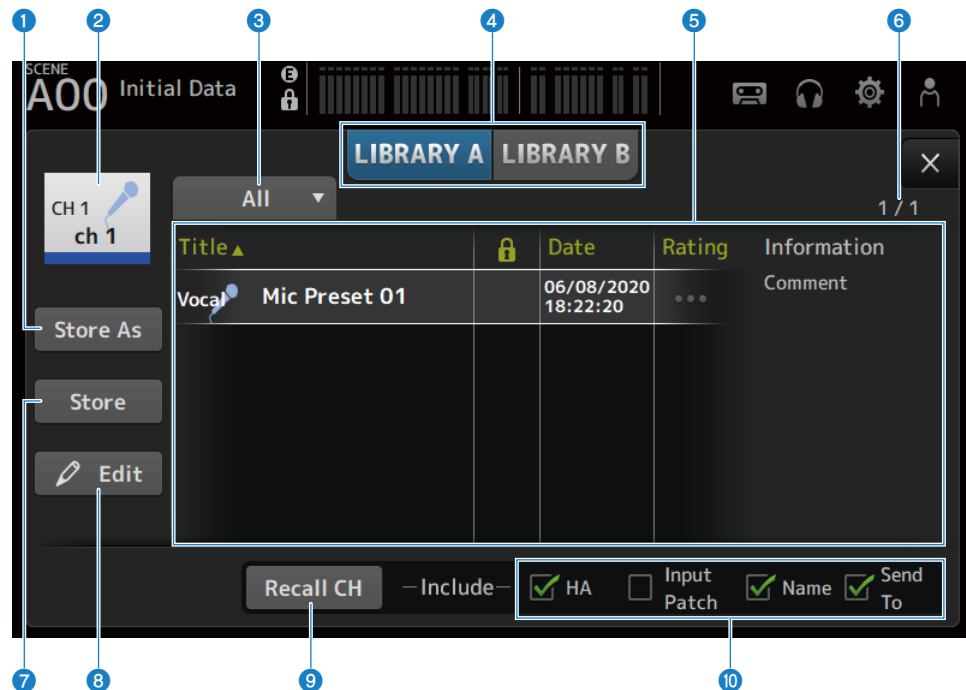 1 2 3 4 5 6
SCENE
A00 Initial Data
E
LIBRARY A LIBRARY B
CH 1
ch 1
All
1 / 1
Title Date Rating Information
Vocal Mic Preset 01 06/08/2020
18:22:20
Comment
Store As
Store
Edit
Recall CH Include HA Input
Patch Name Send
To
7 8 9 10